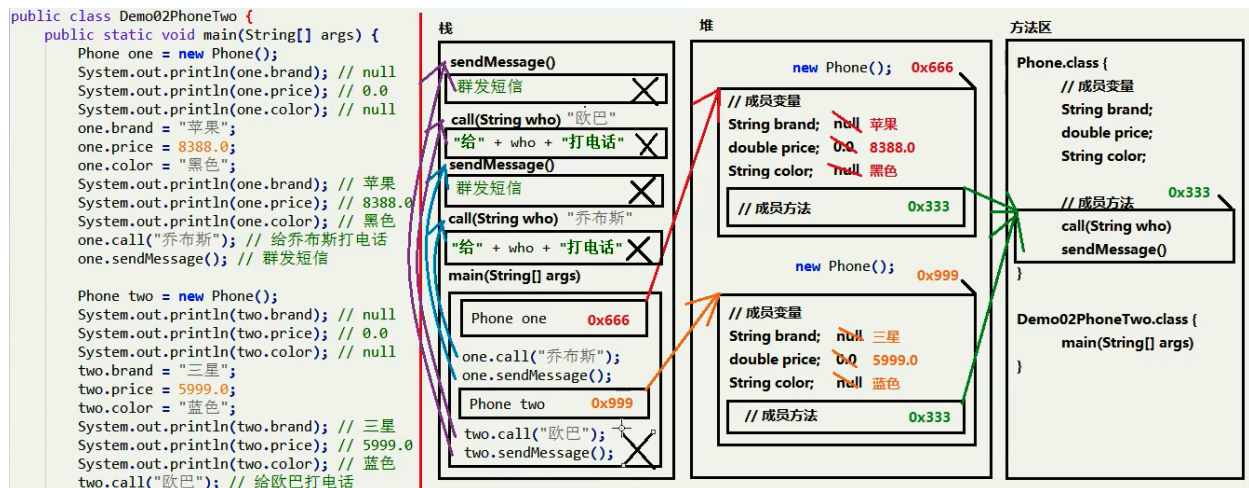 public class Demo02PhoneTwo {
public static void main(String[] args) {
Phone one = new Phone();
System.out.println(one.brand); // null
System.out.println(one.price); // 0.0
System.out.println(one.color); // null
one.brand = "苹果";
one.price = 8388.0;
one.color = "黑色";
System.out.println(one.brand); // 苹果
System.out.println(one.price); // 8388.0
System.out.println(one.color); // 黑色
one.call("乔布斯"); // 给乔布斯打电话
one.sendMessage(); // 群发短信
Phone two = new Phone();
System.out.println(two.brand); // null
System.out.println(two.price); // 0.0
System.out.println(two.color); // null
two.brand = "三星";
two.price = 5999.0;
two.color = "蓝色";
System.out.println(two.brand); // 三星
System.out.println(two.price); // 5999.0
System.out.println(two.color); // 蓝色
two.call("欧巴"); // 给欧巴打电话
栈
sendMessage()
群发短信
call(String who) "欧巴"
"给" + who + "打电话"
sendMessage()
群发短信
call(String who) "乔布斯"
"给" + who + "打电话"
main(String[] args)
Phone one 0x666
one.call("乔布斯");
one.sendMessage();
Phone two 0x999
two.call("欧巴");
two.sendMessage();
堆
new Phone(); 0x666
// 成员变量
String brand; null 苹果
double price; 0.0 8388.0
String color; null 黑色
// 成员方法 0x333
new Phone(); 0x999
// 成员变量
String brand; null 三星
double price; 0.0 5999.0
String color; null 蓝色
// 成员方法 0x333
方法区
Phone.class {
// 成员变量
String brand;
double price;
String color;
// 成员方法 0x333
call(String who)
sendMessage()
}
Demo02PhoneTwo.class {
main(String[] args)
}